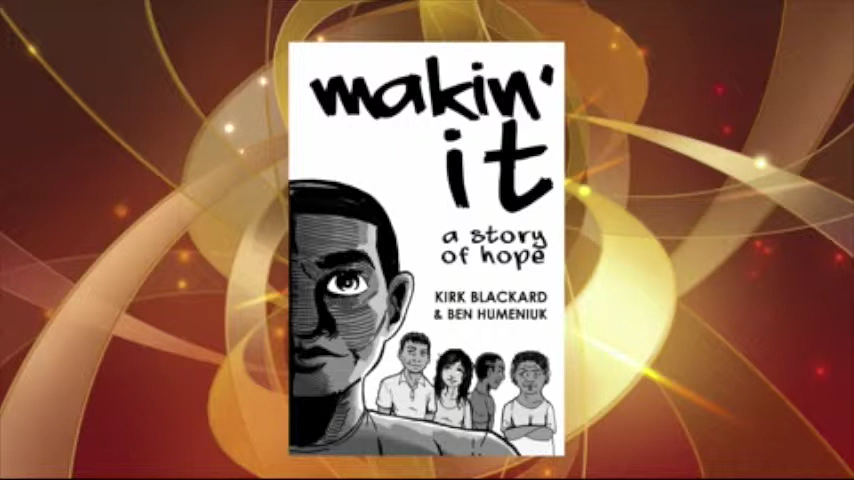 makin'
it
a story
of hope
KIRK BLACKARD
& BEN HUMENIUK